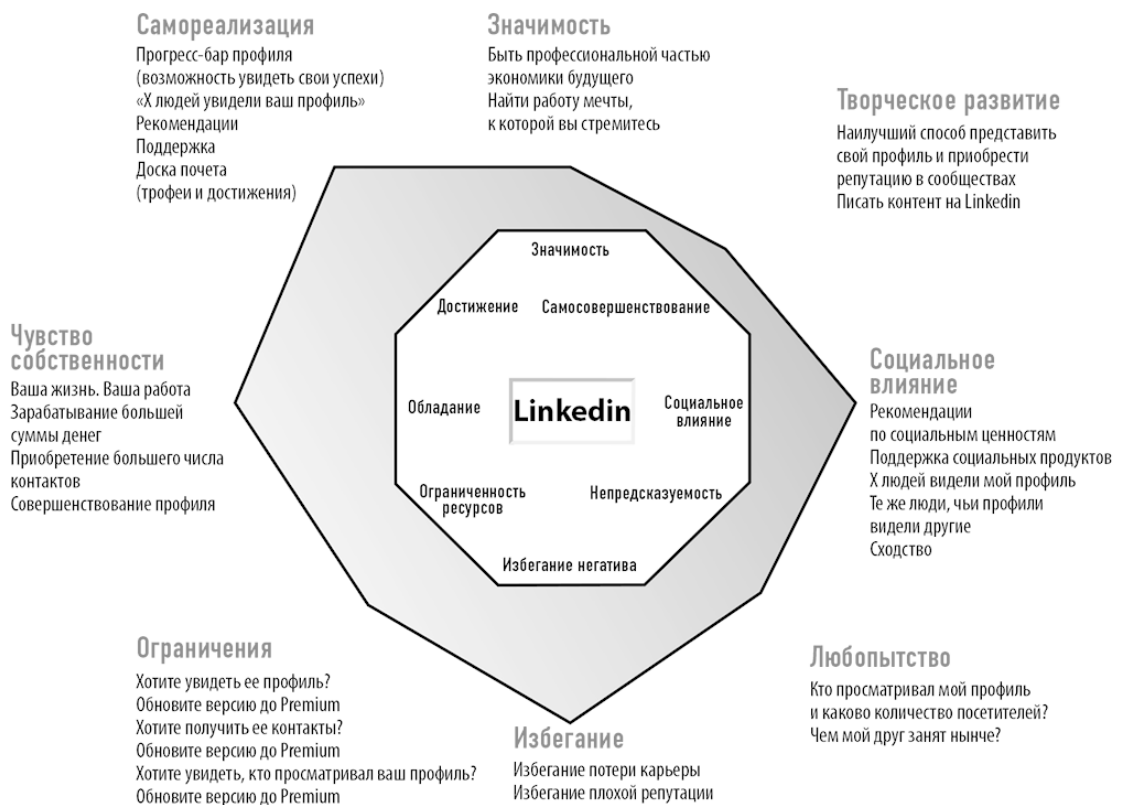 Самореализация
Прогресс-бар профиля
(возможность увидеть свои успехи)
«X людей увидели ваш профиль»
Рекомендации
Поддержка
Доска почета
(трофеи и достижения)
Значимость
Быть профессиональной частью
экономики будущего
Найти работу мечты,
к которой вы стремитесь
Творческое развитие
Наилучший способ представить
свой профиль и приобрести
репутацию в сообществах
Писать контент на Linkedin
Чувство
собственности
Ваша жизнь. Ваша работа
Зарабатывание большей
суммы денег
Приобретение большего числа
контактов
Совершенствование профиля
Значимость
Достижение
Самосовершенствование
Обладание
Linkedin
Социальное
влияние
Ограниченность
ресурсов
Непредсказуемость
Избегание негатива
Социальное
влияние
Рекомендации
по социальным ценностям
Поддержка социальных продуктов
X людей видели мой профиль
Те же люди, чьи профили
видели другие
Сходство
Ограничения
Хотите увидеть ее профиль?
Обновите версию до Premium
Хотите получить ее контакты?
Обновите версию до Premium
Хотите увидеть, кто просматривал ваш профиль?
Обновите версию до Premium
Избегание
Избегание потери карьеры
Избегание плохой репутации
Любопытство
Кто просматривал мой профиль
и каково количество посетителей?
Чем мой друг занят нынче?